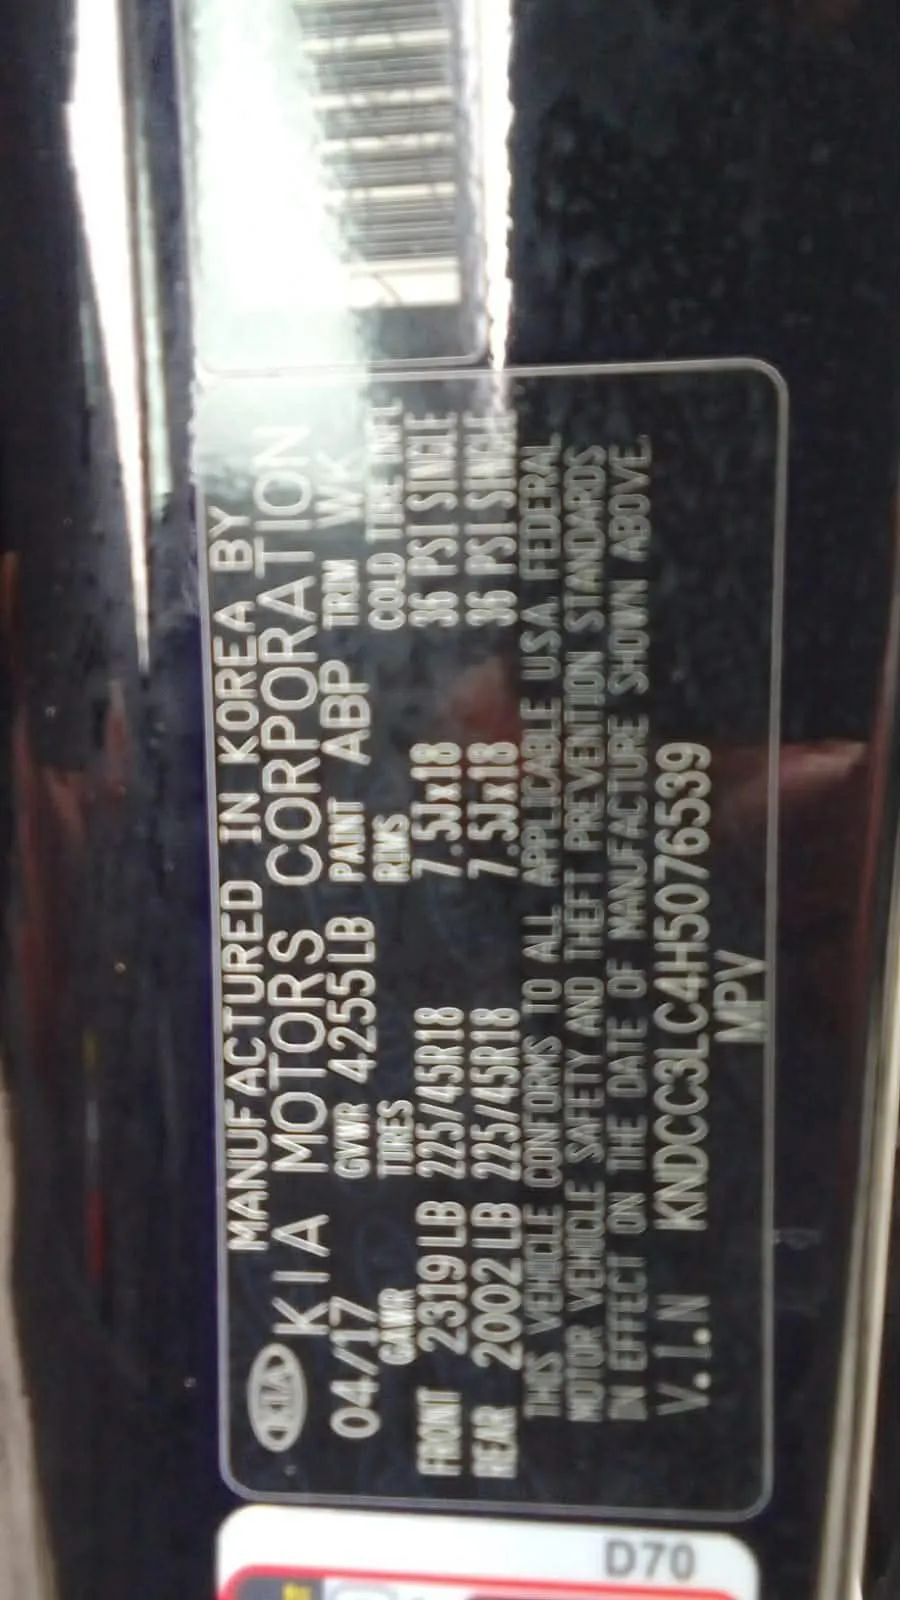 MANUFACTURED IN KOREA BY
KIA KIA MOTORS CORPORATION
04/17 GVWR 4255LB PAINT ABP TRIM WK
GAWR TIRES RIMS COLD TIRE INFL
FRONT 2319LB 225/45R18 7.5Jx18 36 PSI SINGLE
REAR 2002LB 225/45R18 7.5Jx18 36 PSI SINGLE
THIS VEHICLE CONFORMS TO ALL APPLICABLE U.S.A. FEDERAL
MOTOR VEHICLE SAFETY AND THEFT PREVENTION STANDARDS
IN EFFECT ON THE DATE OF MANUFACTURE SHOWN ABOVE.
V.I.N KNDCC3LC4H5076539
MPV
D70